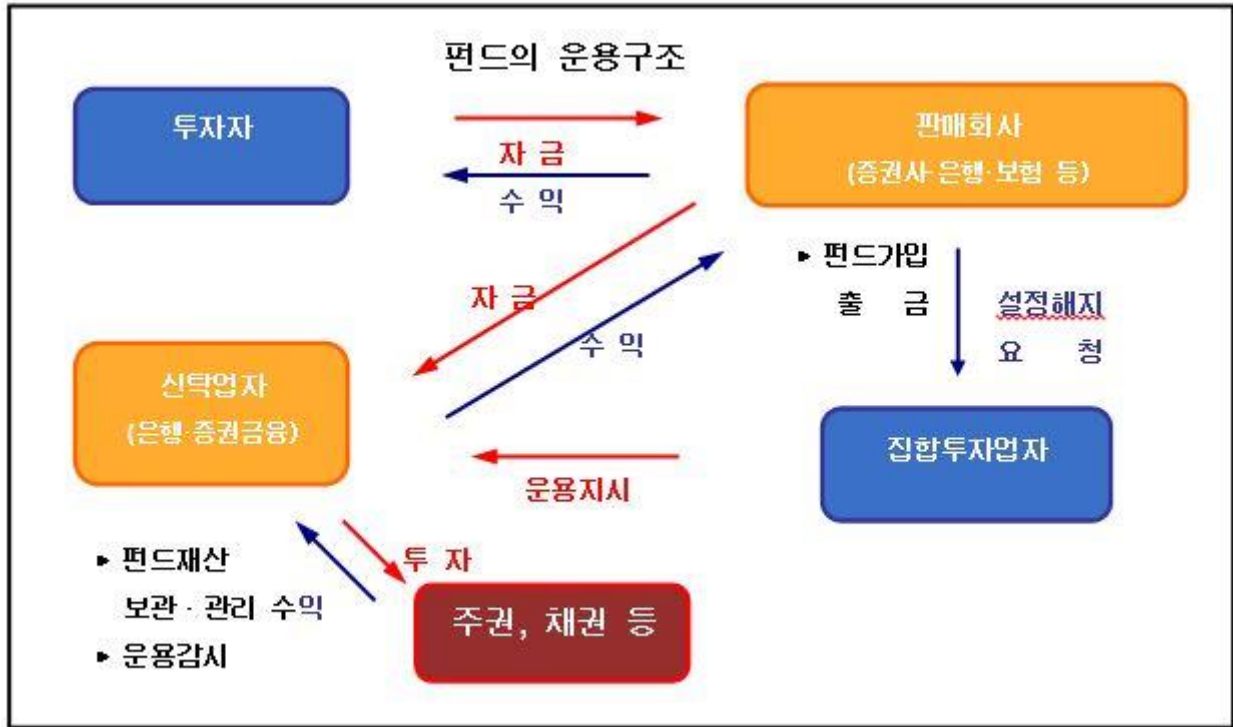 펀드의 운용구조
투자자
자 금
수 익
판매회사
(증권사·은행·보험 등)
자 금
수 익
▸ 펀드가입
출 금
설정해지
요 청
신탁업자
(은행·증권금융)
운용지시
집합투자업자
▸ 펀드재산
보관·관리 수익
▸ 운용감시
투 자
주권, 채권 등